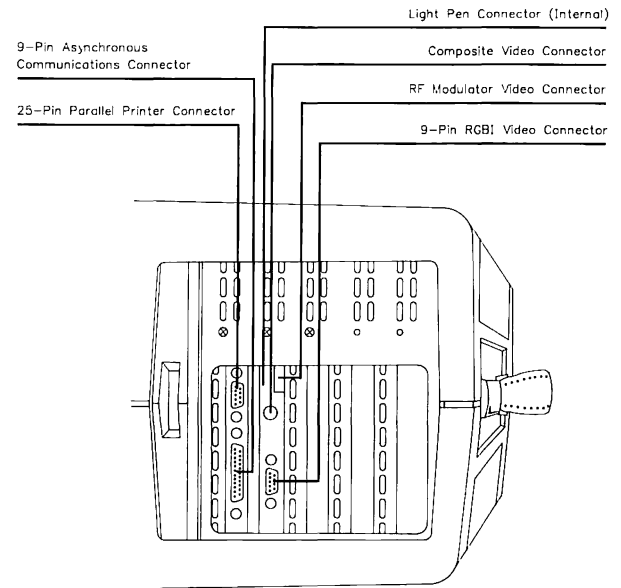 Light Pen Connector (Internal)
9-Pin Asynchronous
Communications Connector
Composite Video Connector
RF Modulator Video Connector
25-Pin Parallel Printer Connector
9-Pin RGBI Video Connector